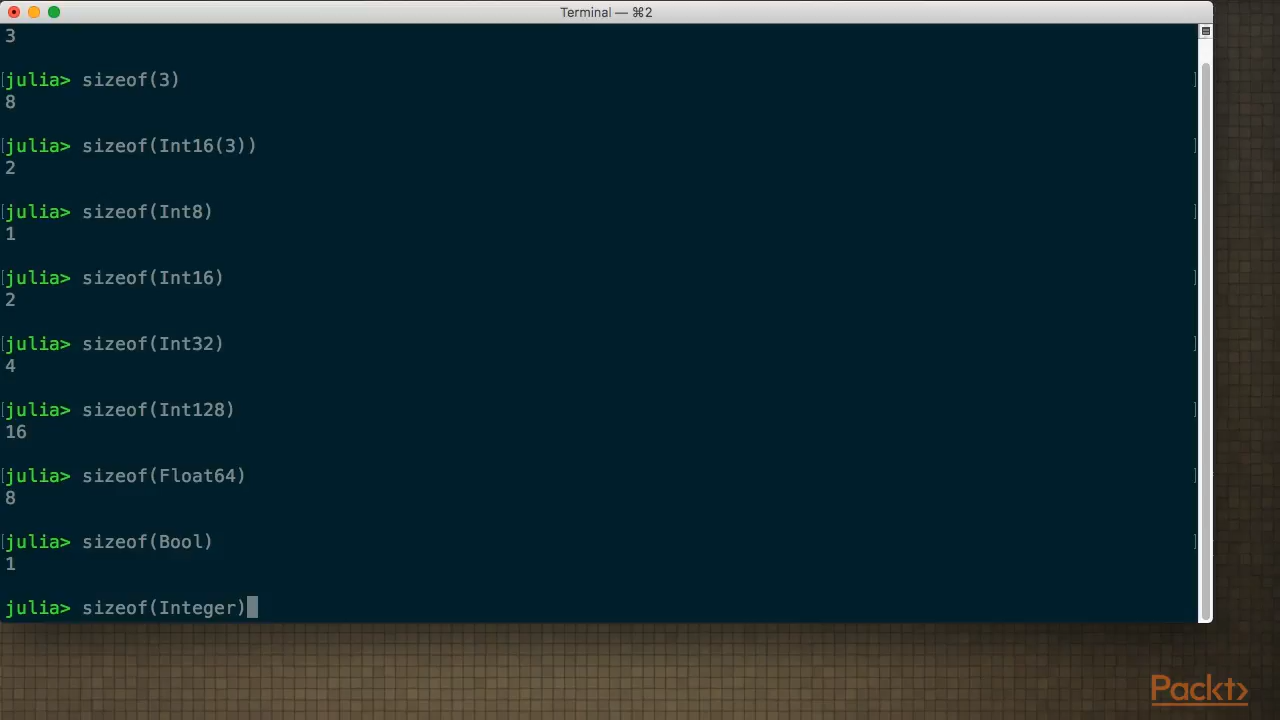 Terminal — ⌘2
3
julia> sizeof(3)
8
julia> sizeof(Int16(3))
2
julia> sizeof(Int8)
1
julia> sizeof(Int16)
2
julia> sizeof(Int32)
4
julia> sizeof(Int128)
16
julia> sizeof(Float64)
8
julia> sizeof(Bool)
1
julia> sizeof(Integer)
Packt>